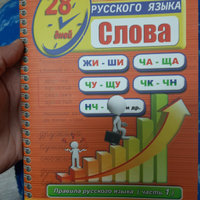 28
дней
РУССКОГО ЯЗЫКА
Слова
ЖИ - ШИ
ЧА - ЩА
ЧУ - ЩУ
ЧК - ЧН
НЧ - и др.
Правила русского языка ( часть 1 )